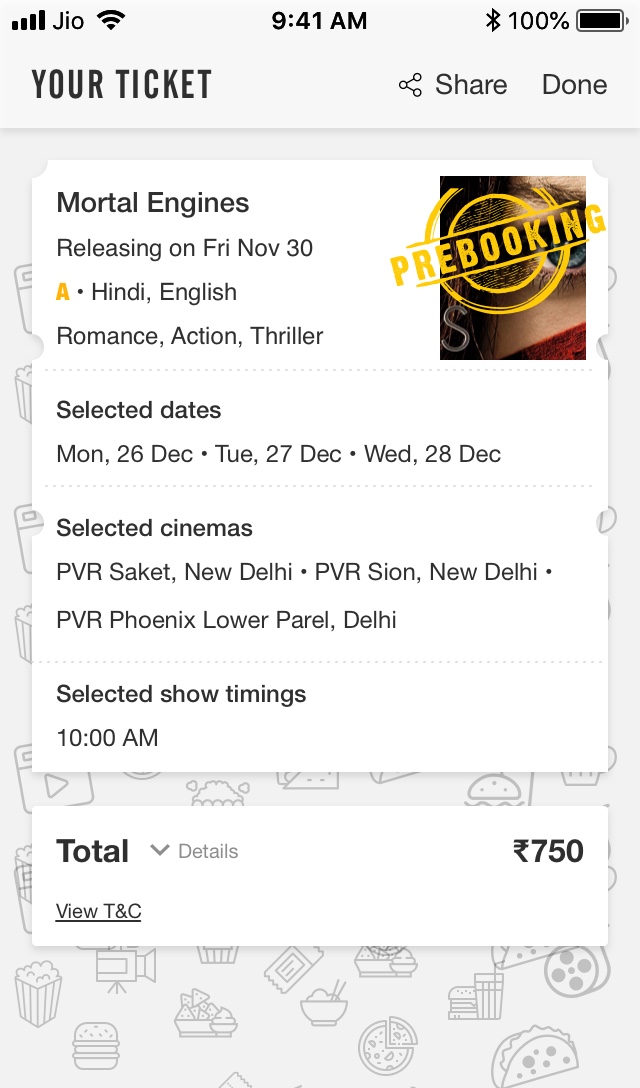 Jio 9:41 AM 100%
YOUR TICKET Share Done
Mortal Engines
Releasing on Fri Nov 30
A • Hindi, English
Romance, Action, Thriller
PREBOOKING
S
Selected dates
Mon, 26 Dec • Tue, 27 Dec • Wed, 28 Dec
Selected cinemas
PVR Saket, New Delhi • PVR Sion, New Delhi •
PVR Phoenix Lower Parel, Delhi
Selected show timings
10:00 AM
Total Details ₹750
View T&C